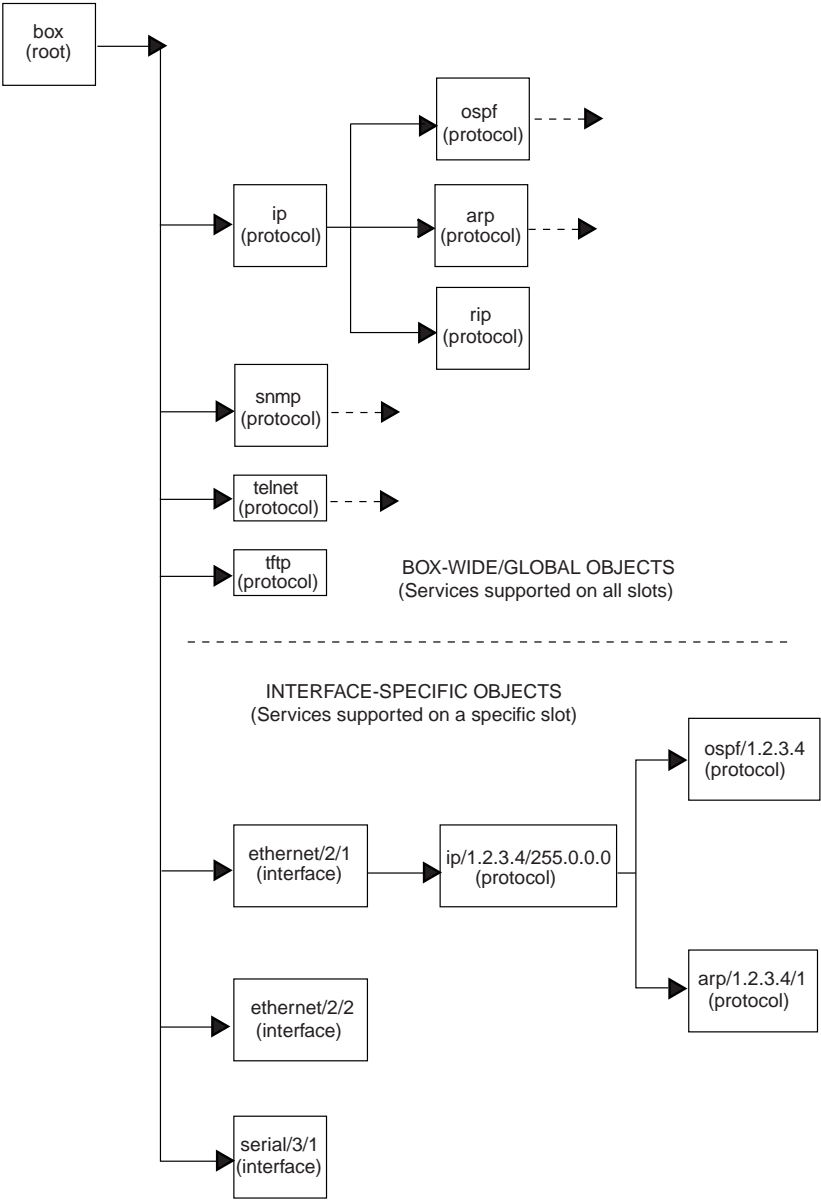 box
(root)
ospf
(protocol)
ip
(protocol)
arp
(protocol)
rip
(protocol)
snmp
(protocol)
telnet
(protocol)
tftp
(protocol)
BOX-WIDE/GLOBAL OBJECTS
(Services supported on all slots)
INTERFACE-SPECIFIC OBJECTS
(Services supported on a specific slot)
ospf/1.2.3.4
(protocol)
ethernet/2/1
(interface)
ip/1.2.3.4/255.0.0.0
(protocol)
arp/1.2.3.4/1
(protocol)
ethernet/2/2
(interface)
serial/3/1
(interface)